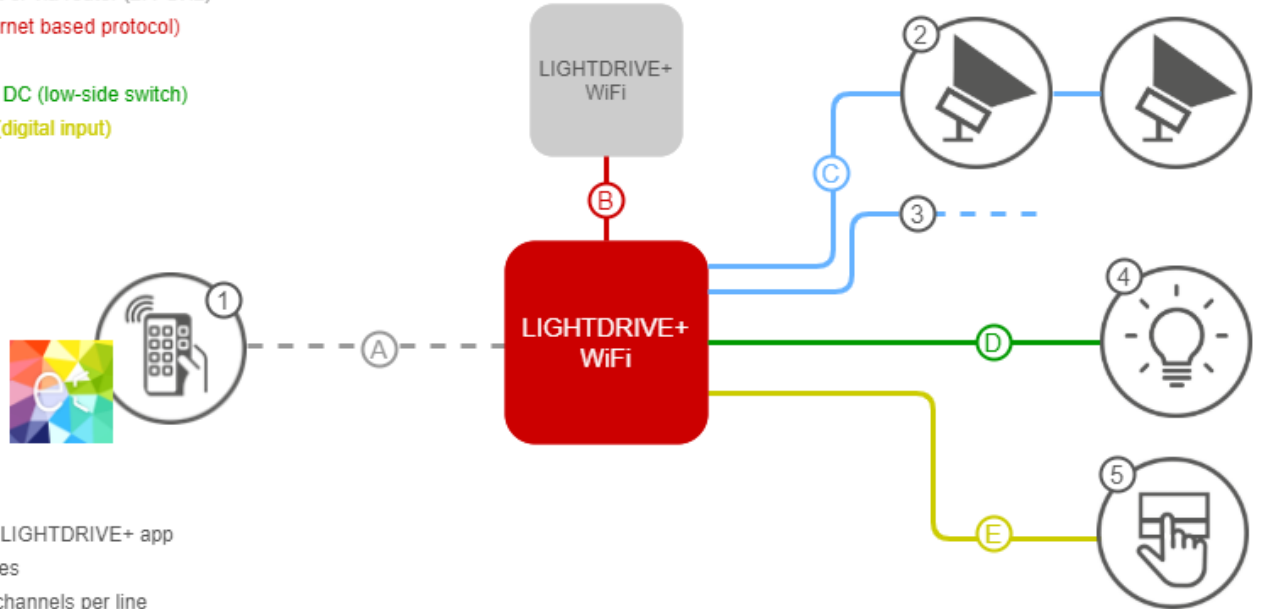 rnet based protocol)
DC (low-side switch)
(digital input)
LIGHTDRIVE+
WiFi
B
2
C
3
1
A
LIGHTDRIVE+
WiFi
4
D
5
E
e
LIGHTDRIVE+ app
es
channels per line